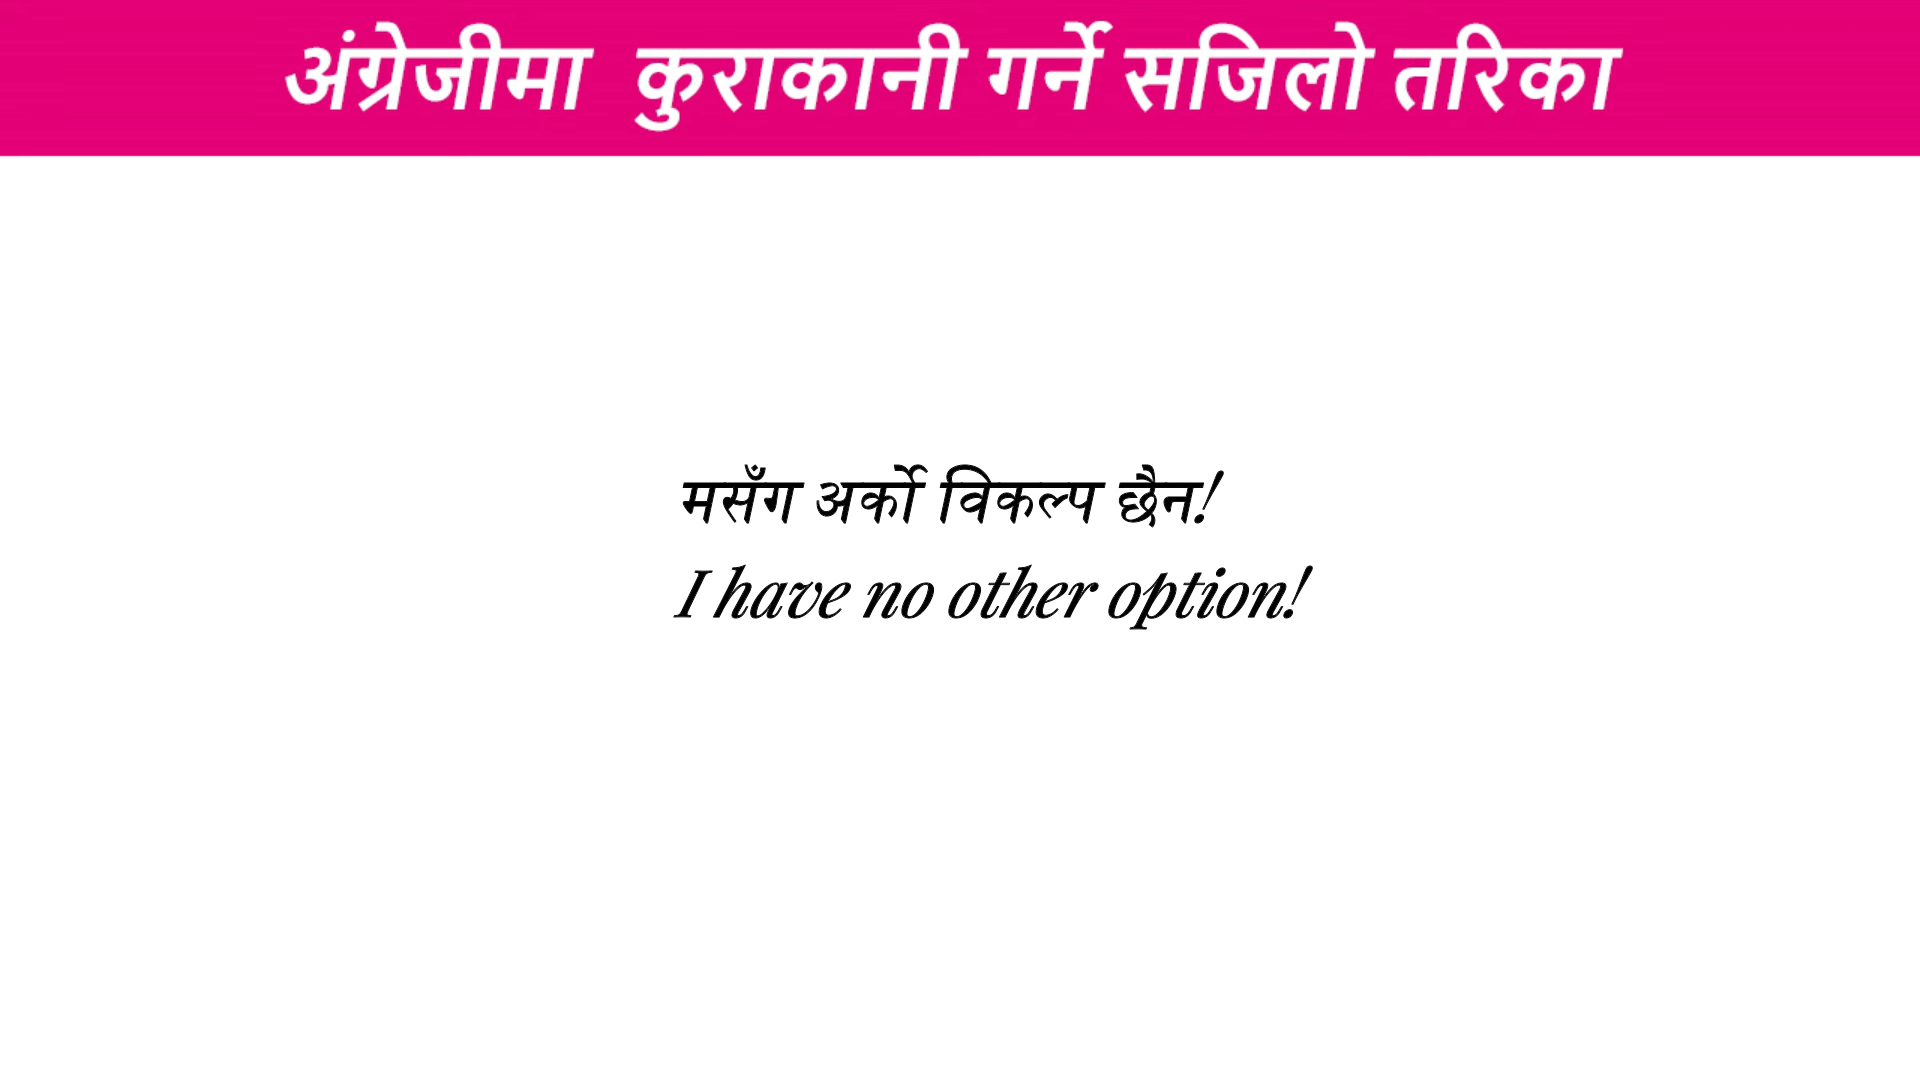 अंग्रेजीमा कुराकानी गर्ने सजिलो तरिका
मसँग अर्को विकल्प छैन!
I have no other option!